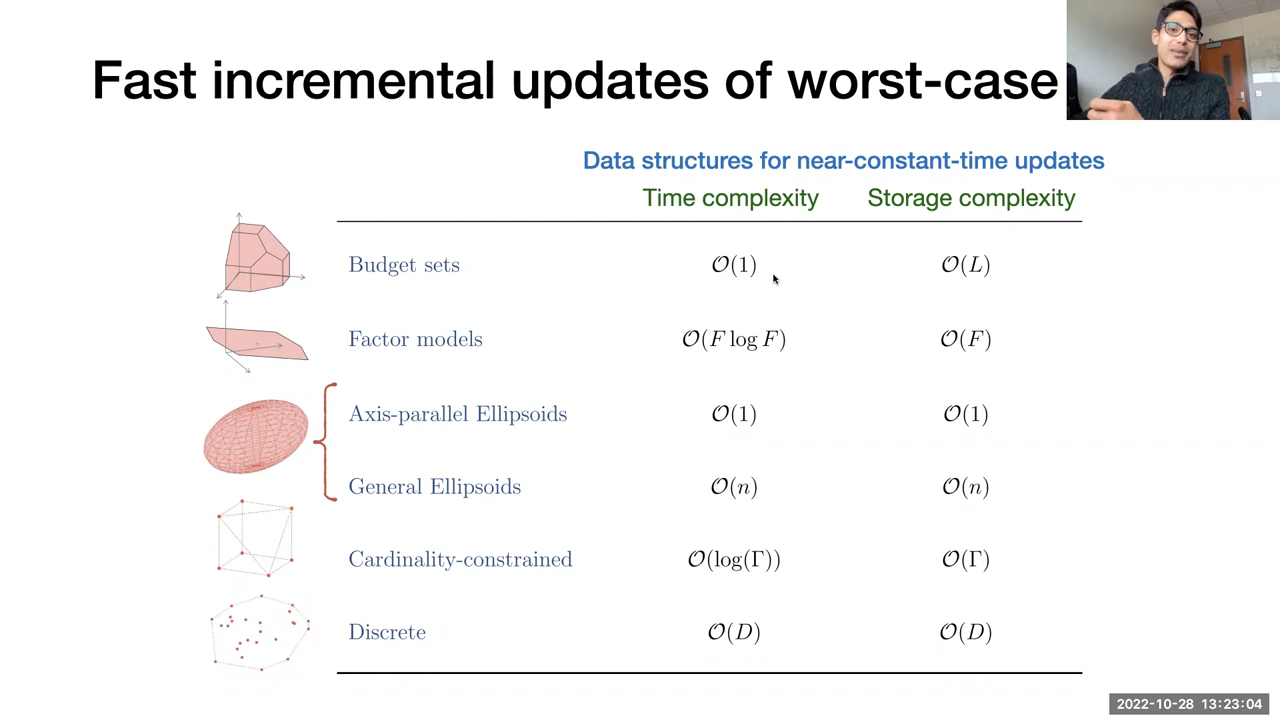 Fast incremental updates of worst-case
Data structures for near-constant-time updates
Time complexity Storage complexity
Budget sets 𝒪(1) 𝒪(L)
Factor models 𝒪(F log F) 𝒪(F)
Axis-parallel Ellipsoids 𝒪(1) 𝒪(1)
General Ellipsoids 𝒪(n) 𝒪(n)
Cardinality-constrained 𝒪(log(Γ)) 𝒪(Γ)
Discrete 𝒪(D) 𝒪(D)
2022-10-28 13:23:04